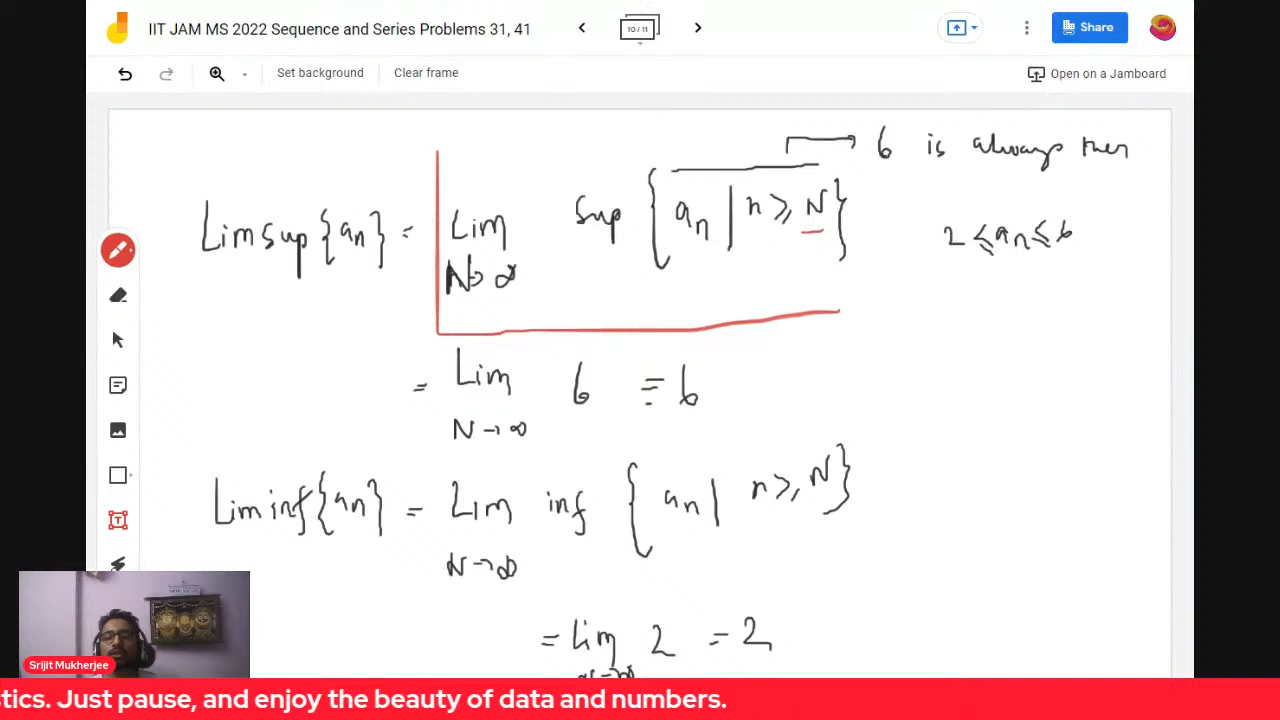 IIT JAM MS 2022 Sequence and Series Problems 31, 41
10 / 11
Share
Set background
Clear frame
Open on a Jamboard
6 is always there
Lim sup {an} = Lim N→∞ sup {an | n ≥ N}
2 ≤ an ≤ 6
= Lim N→∞ 6 = 6
Lim inf {an} = Lim N→∞ inf {an | n ≥ N}
= lim 2 = 2
Srijit Mukherjee
tics. Just pause, and enjoy the beauty of data and numbers.